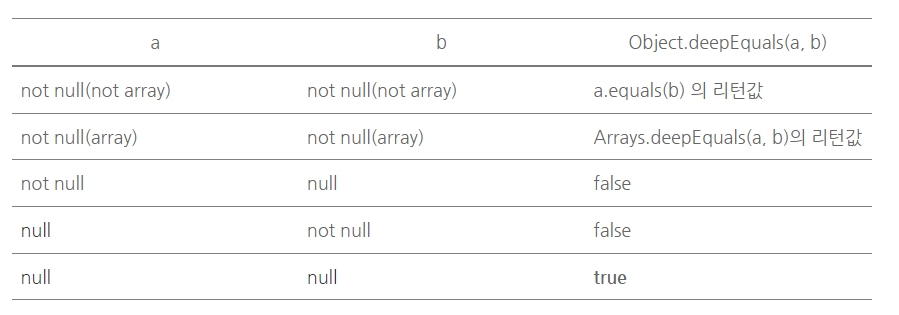 a b Object.deepEquals(a, b)
not null(not array) not null(not array) a.equals(b) 의 리턴값
not null(array) not null(array) Arrays.deepEquals(a, b)의 리턴값
not null null false
null not null false
null null true